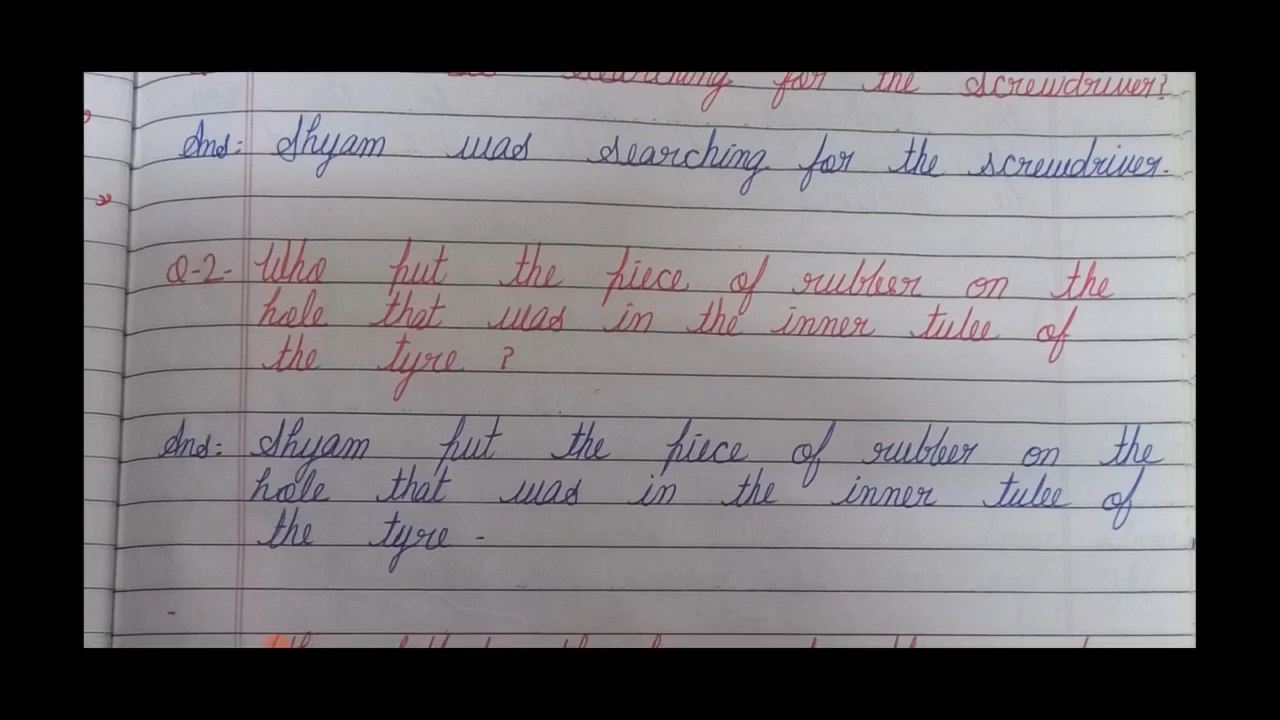 searching for the screwdriver?
Ans: Shyam was searching for the screwdriver.
Q-2- Who put the piece of rubber on the
hole that was in the inner tube of
the tyre ?
Ans: Shyam put the piece of rubber on the
hole that was in the inner tube of
the tyre -